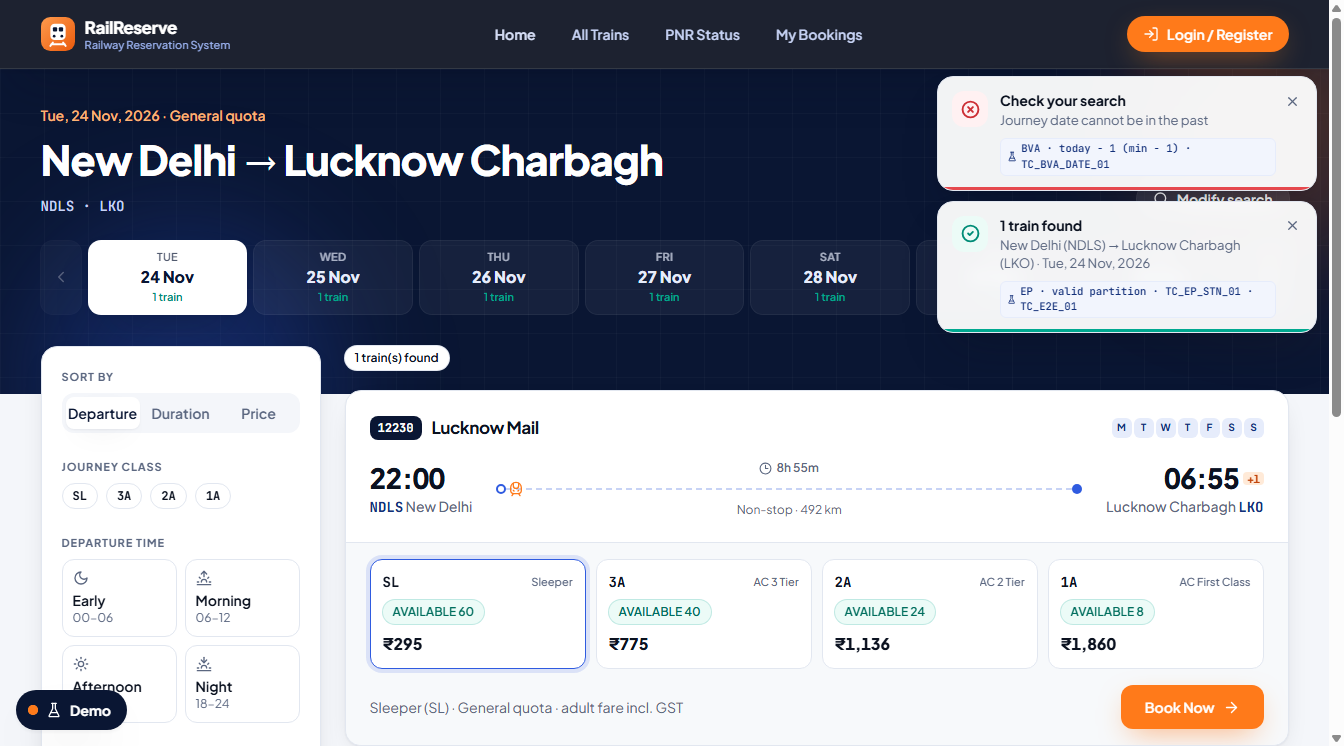 RailReserve
Railway Reservation System
Home
All Trains
PNR Status
My Bookings
Login / Register
Tue, 24 Nov, 2026 · General quota
New Delhi → Lucknow Charbagh
NDLS · LKO
Check your search
Journey date cannot be in the past
BVA · today - 1 (min - 1) ·
TC_BVA_DATE_01
Modify search
1 train found
New Delhi (NDLS) → Lucknow Charbagh
(LKO) · Tue, 24 Nov, 2026
EP · valid partition · TC_EP_STN_01 ·
TC_E2E_01
TUE
24 Nov
1 train
WED
25 Nov
1 train
THU
26 Nov
1 train
FRI
27 Nov
1 train
SAT
28 Nov
1 train
1 train(s) found
SORT BY
Departure
Duration
Price
JOURNEY CLASS
SL
3A
2A
1A
DEPARTURE TIME
Early
00–06
Morning
06–12
Afternoon
Night
18–24
Demo
12230
Lucknow Mail
M T W T F S S
22:00
NDLS New Delhi
8h 55m
Non-stop · 492 km
06:55 +1
Lucknow Charbagh LKO
SL
Sleeper
AVAILABLE 60
₹295
3A
AC 3 Tier
AVAILABLE 40
₹775
2A
AC 2 Tier
AVAILABLE 24
₹1,136
1A
AC First Class
AVAILABLE 8
₹1,860
Sleeper (SL) · General quota · adult fare incl. GST
Book Now →